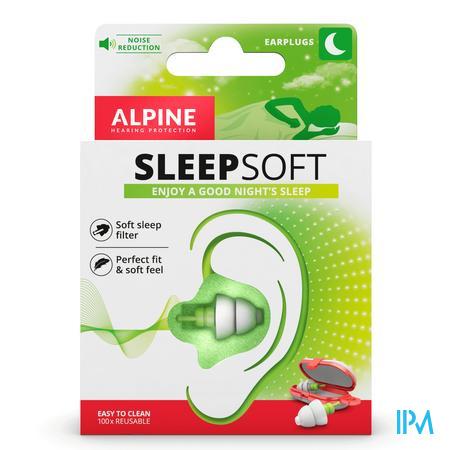 NOISE
REDUCTION
EARPLUGS
ALPINE
HEARING PROTECTION
SLEEPSOFT
ENJOY A GOOD NIGHT'S SLEEP
Soft sleep
filter
Perfect fit
& soft feel
EASY TO CLEAN
100x REUSABLE
IPM